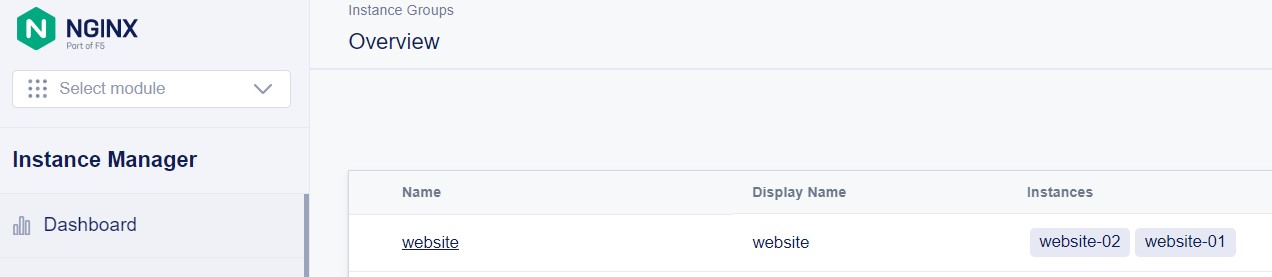 NGINX
Part of F5
Select module
Instance Manager
Dashboard
Instance Groups
Overview
Name Display Name Instances
website website website-02 website-01